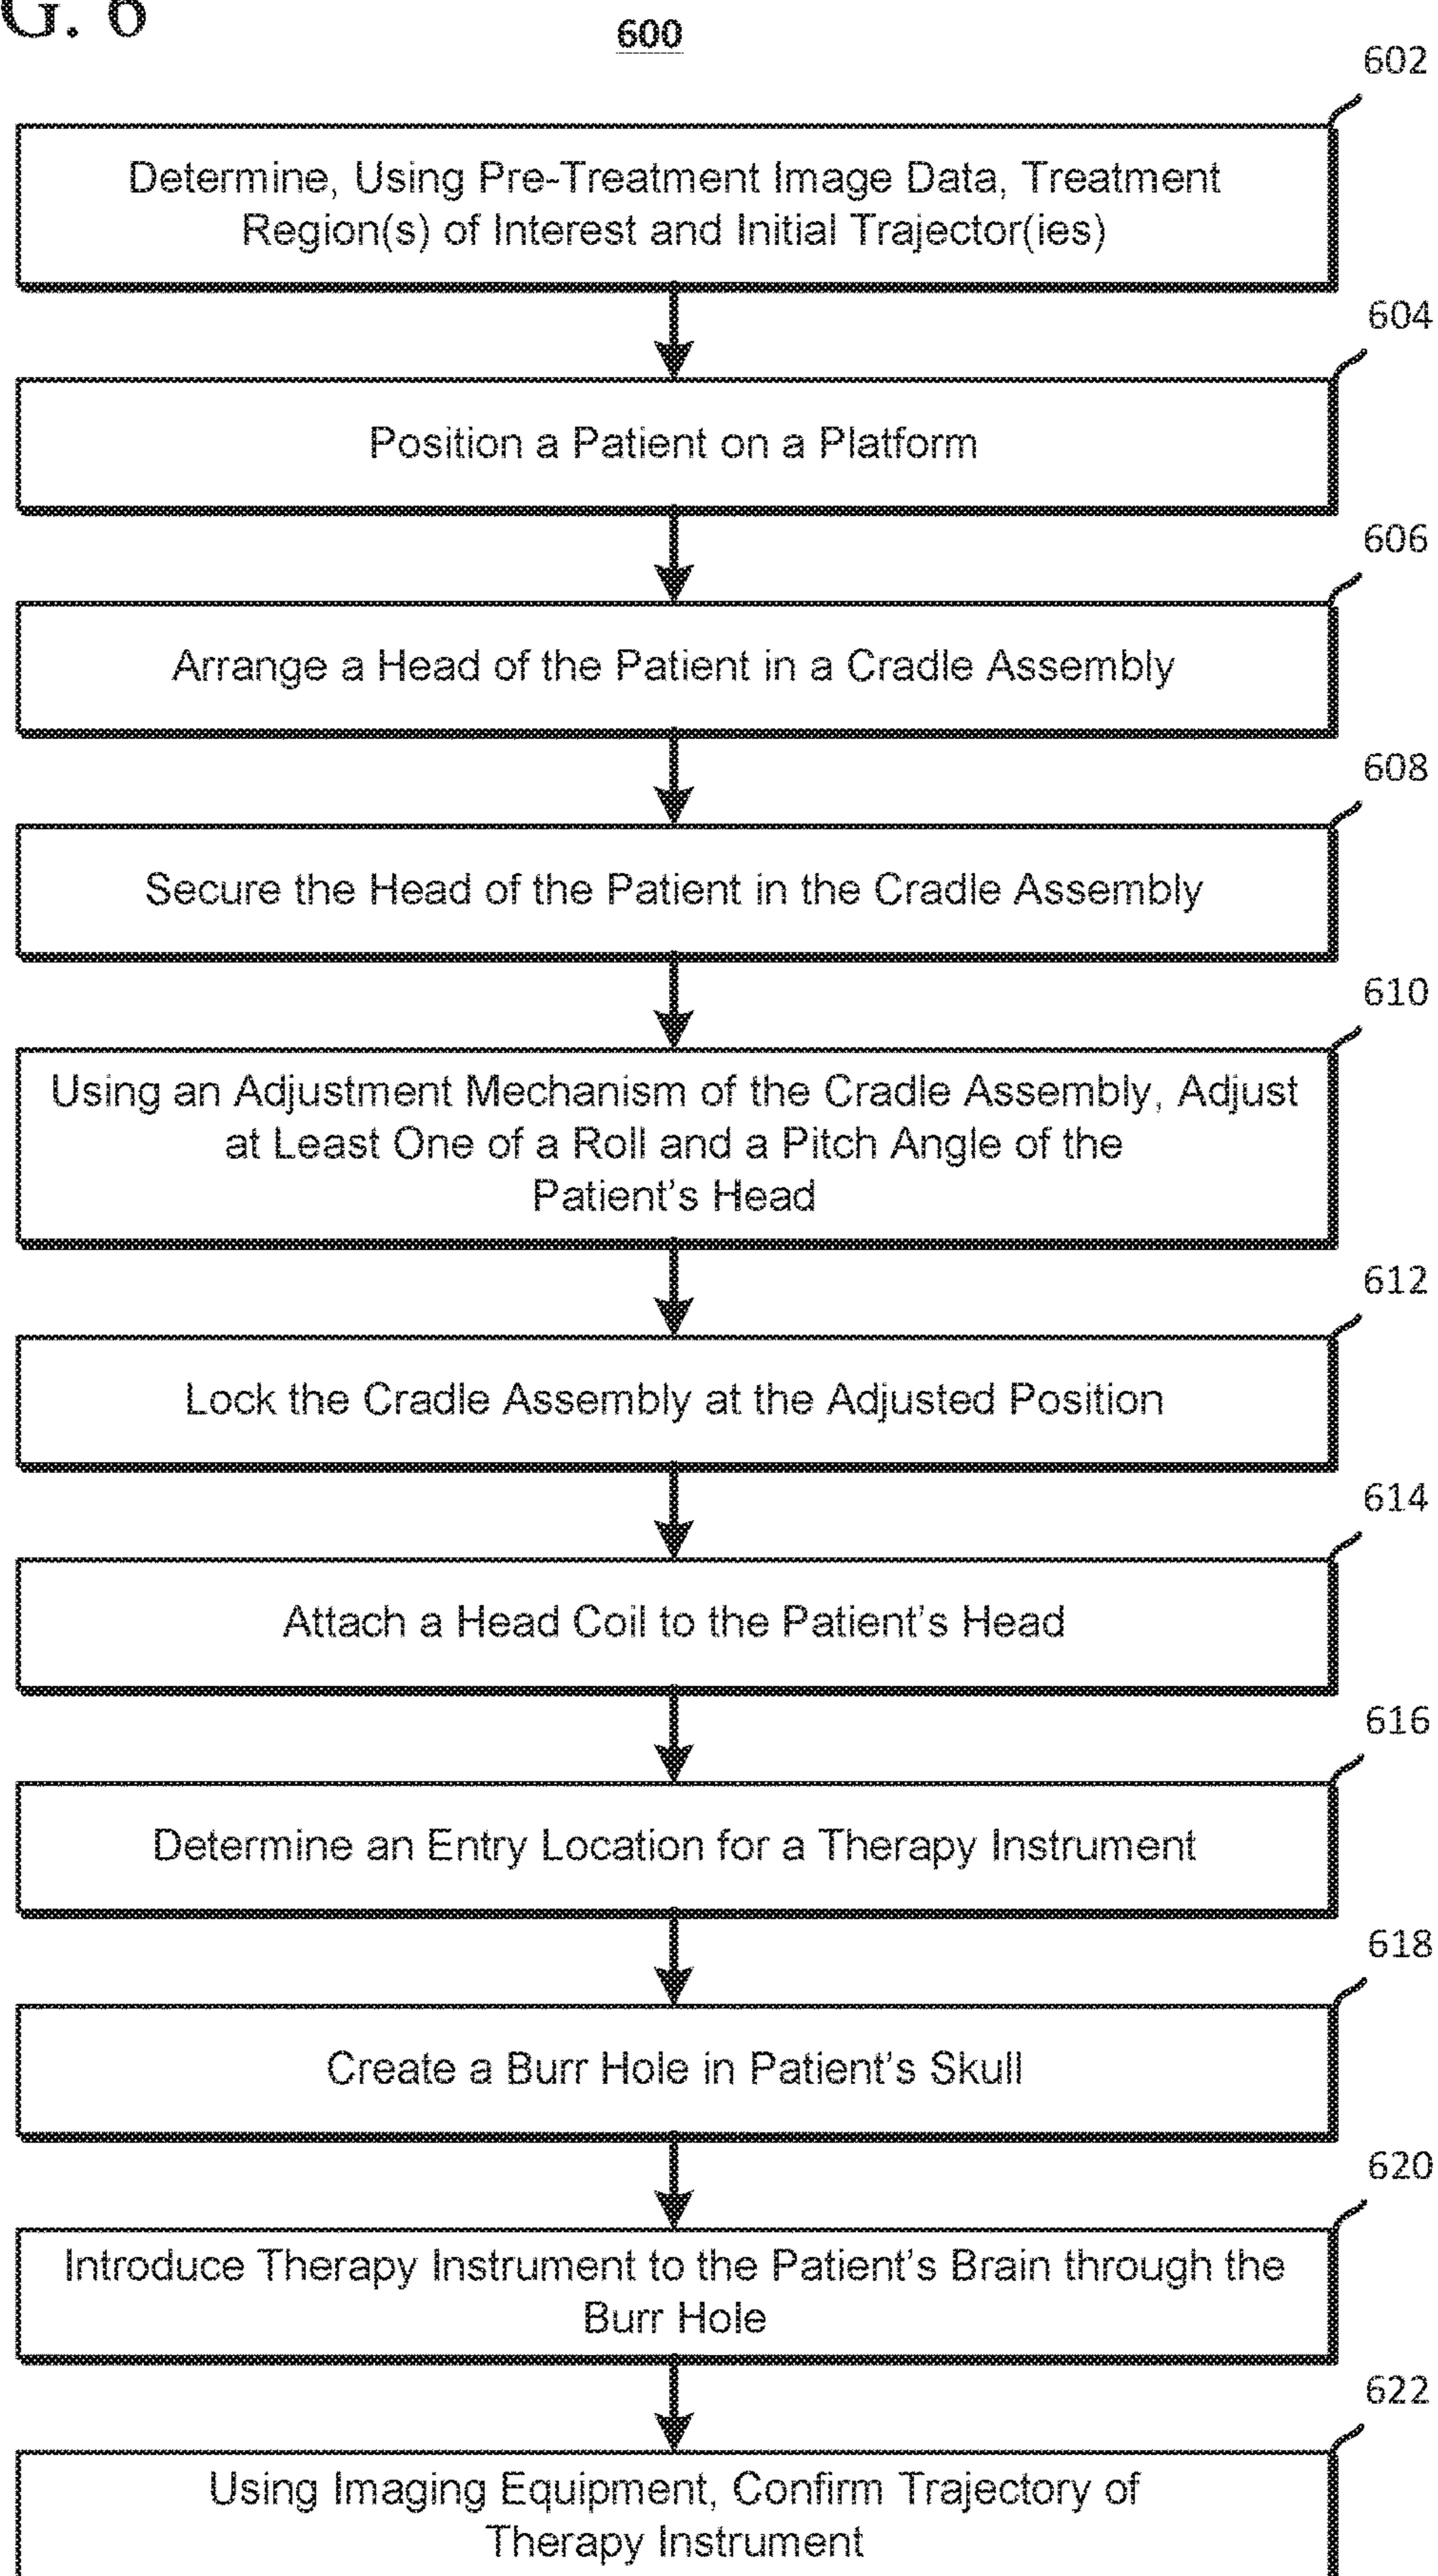 G. 6
600
602
Determine, Using Pre-Treatment Image Data, Treatment
Region(s) of Interest and Initial Trajector(ies)
604
Position a Patient on a Platform
606
Arrange a Head of the Patient in a Cradle Assembly
608
Secure the Head of the Patient in the Cradle Assembly
610
Using an Adjustment Mechanism of the Cradle Assembly, Adjust
at Least One of a Roll and a Pitch Angle of the
Patient's Head
612
Lock the Cradle Assembly at the Adjusted Position
614
Attach a Head Coil to the Patient's Head
616
Determine an Entry Location for a Therapy Instrument
618
Create a Burr Hole in Patient's Skull
620
Introduce Therapy Instrument to the Patient's Brain through the
Burr Hole
622
Using Imaging Equipment, Confirm Trajectory of
Therapy Instrument